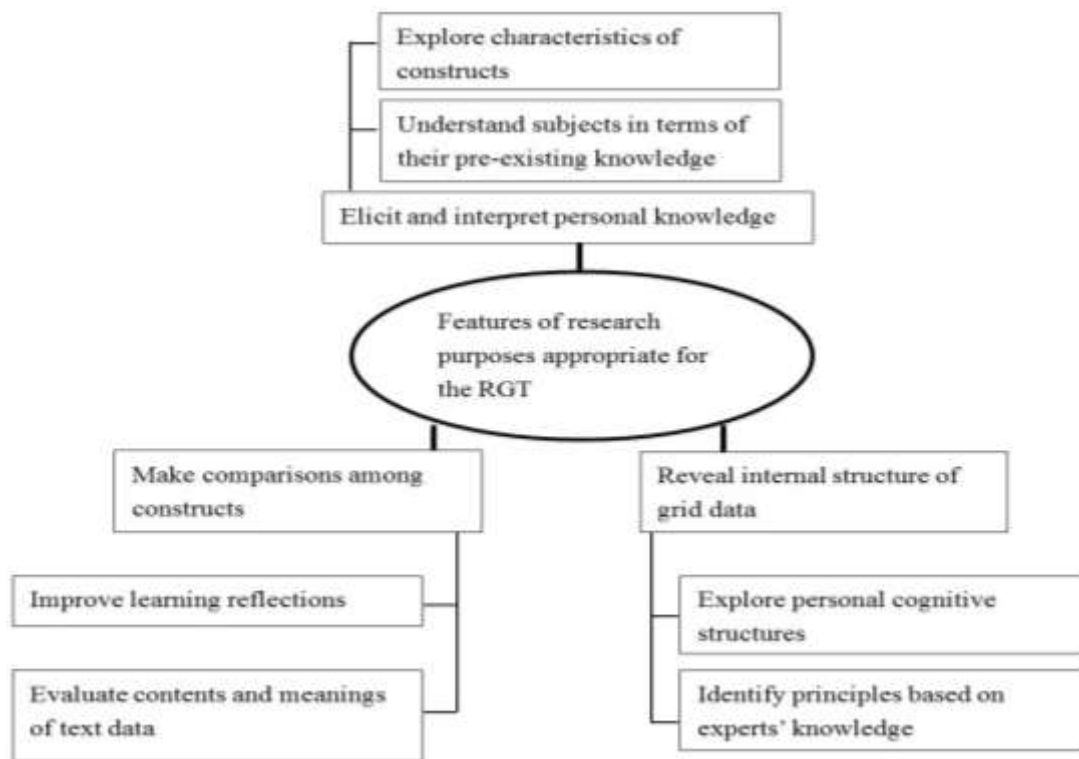 Explore characteristics of
constructs
Understand subjects in terms of
their pre-existing knowledge
Elicit and interpret personal knowledge
Features of research
purposes appropriate for
the RGT
Make comparisons among
constructs
Reveal internal structure of
grid data
Improve learning reflections
Explore personal cognitive
structures
Evaluate contents and meanings
of text data
Identify principles based on
experts’ knowledge